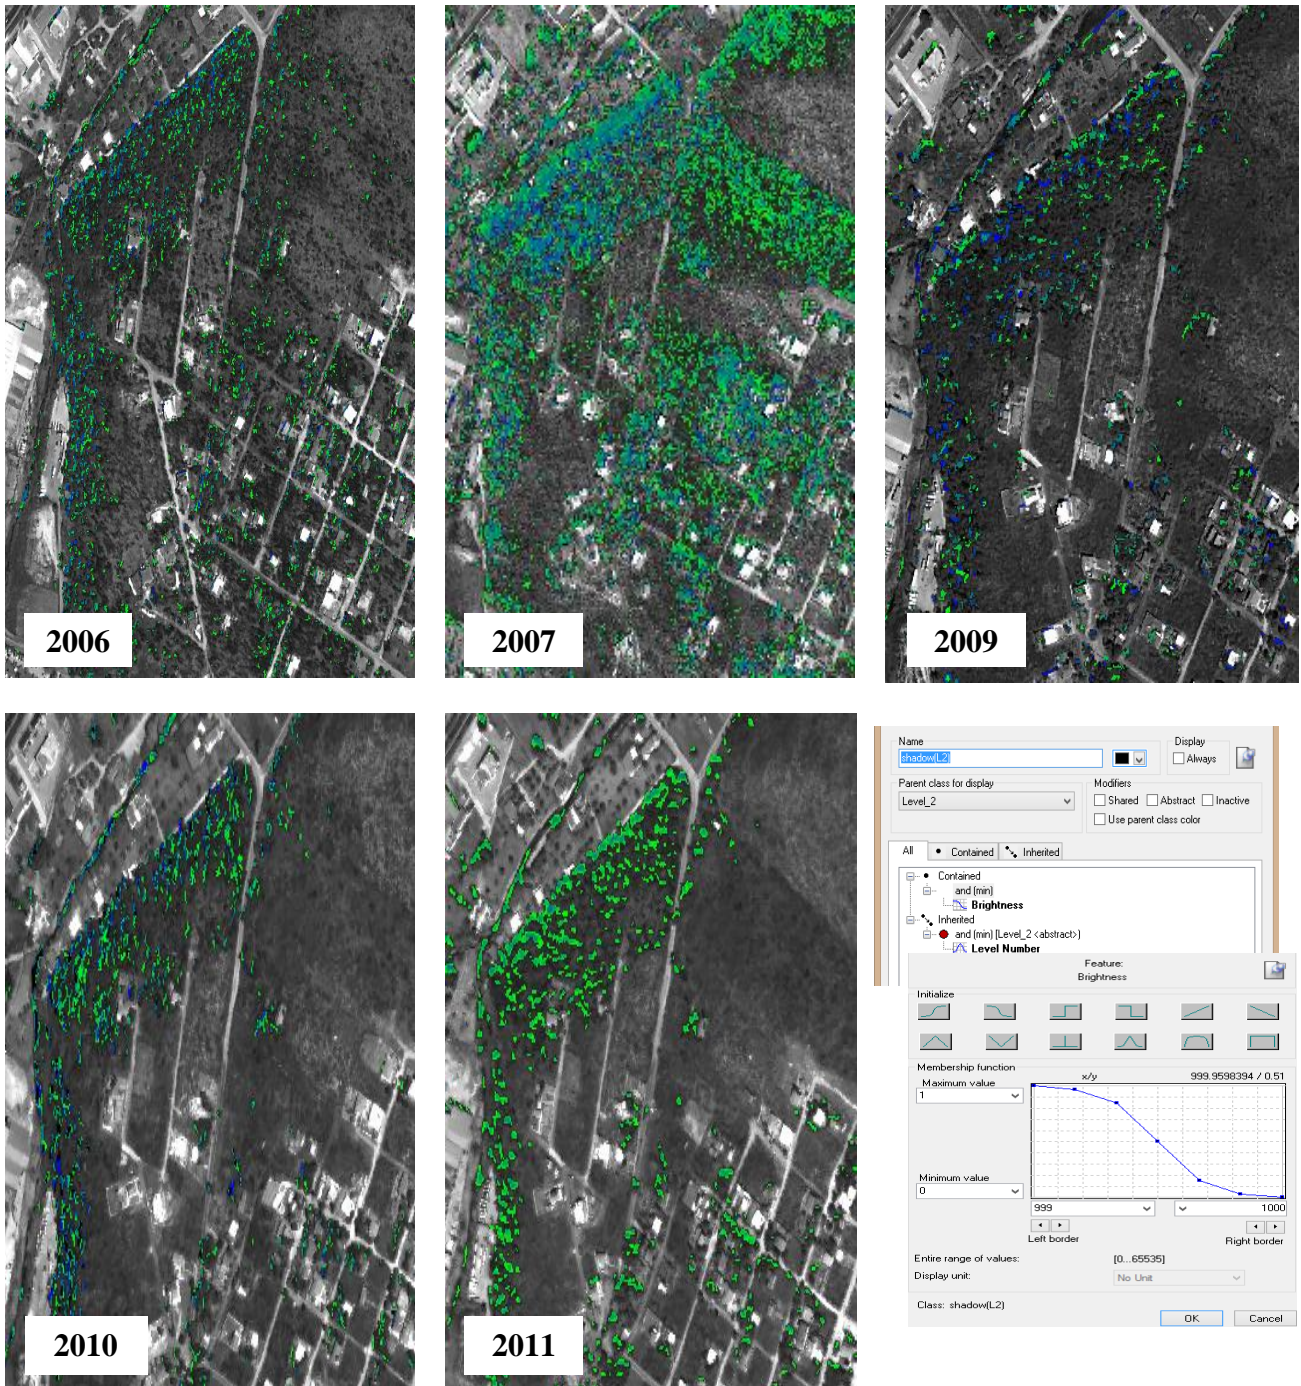 2006
2007
2009
2010
2011
Name
shadow(L2)
Display
Always
Parent class for display
Level_2
Modifiers
Shared
Abstract
Inactive
Use parent class color
All
Contained
Inherited
Contained
and (min)
Brightness
Inherited
and (min) [Level_2 <abstract>)
Level Number
Feature:
Brightness
Initialize
Membership function
Maximum value
x/y
999.9598394 / 0.51
1
Minimum value
0
999
1000
Left border
Right border
Entire range of values:
[0...65535]
Display unit:
No Unit
Class: shadow(L2)
OK
Cancel